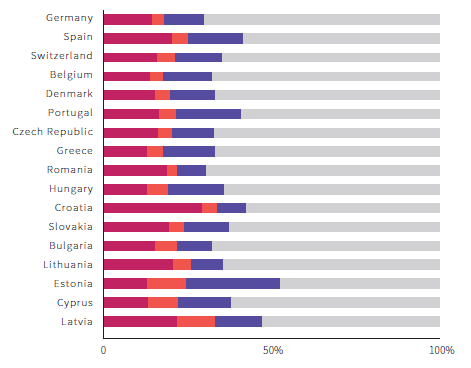 Germany
Spain
Switzerland
Belgium
Denmark
Portugal
Czech Republic
Greece
Romania
Hungary
Croatia
Slovakia
Bulgaria
Lithuania
Estonia
Cyprus
Latvia
0 50% 100%